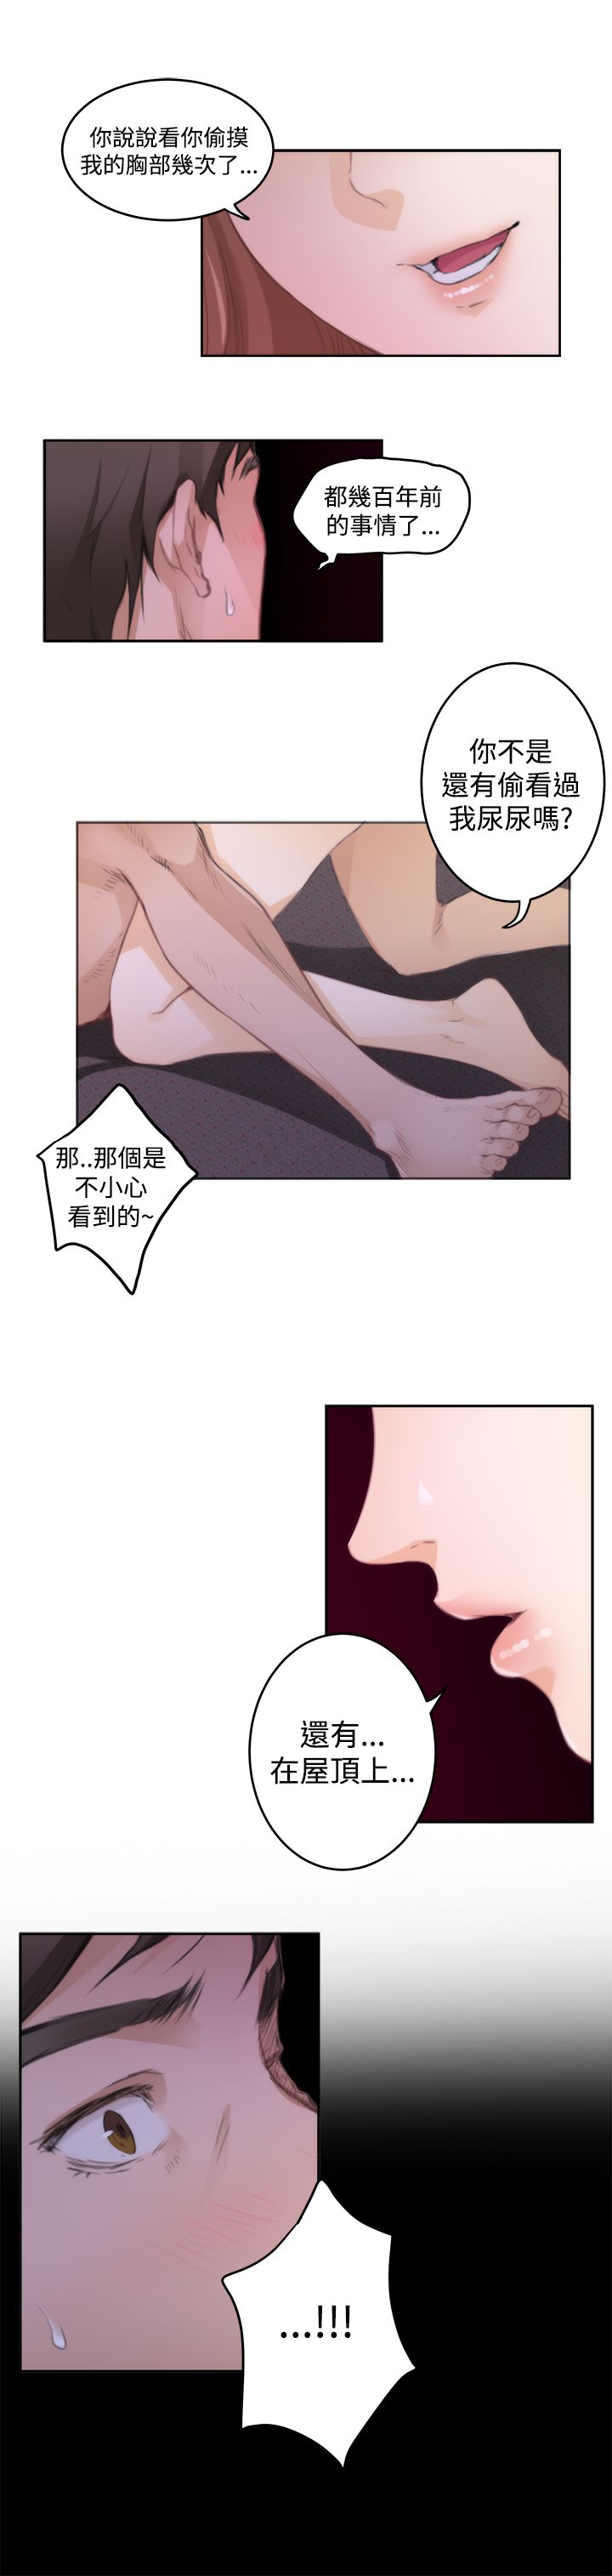 你說說看你偷摸
我的胸部幾次了...
都幾百年前
的事情了...
你不是
還有偷看過
我尿尿嗎?
那..那個是
不小心
看到的~
還有...
在屋頂上...
...!!!